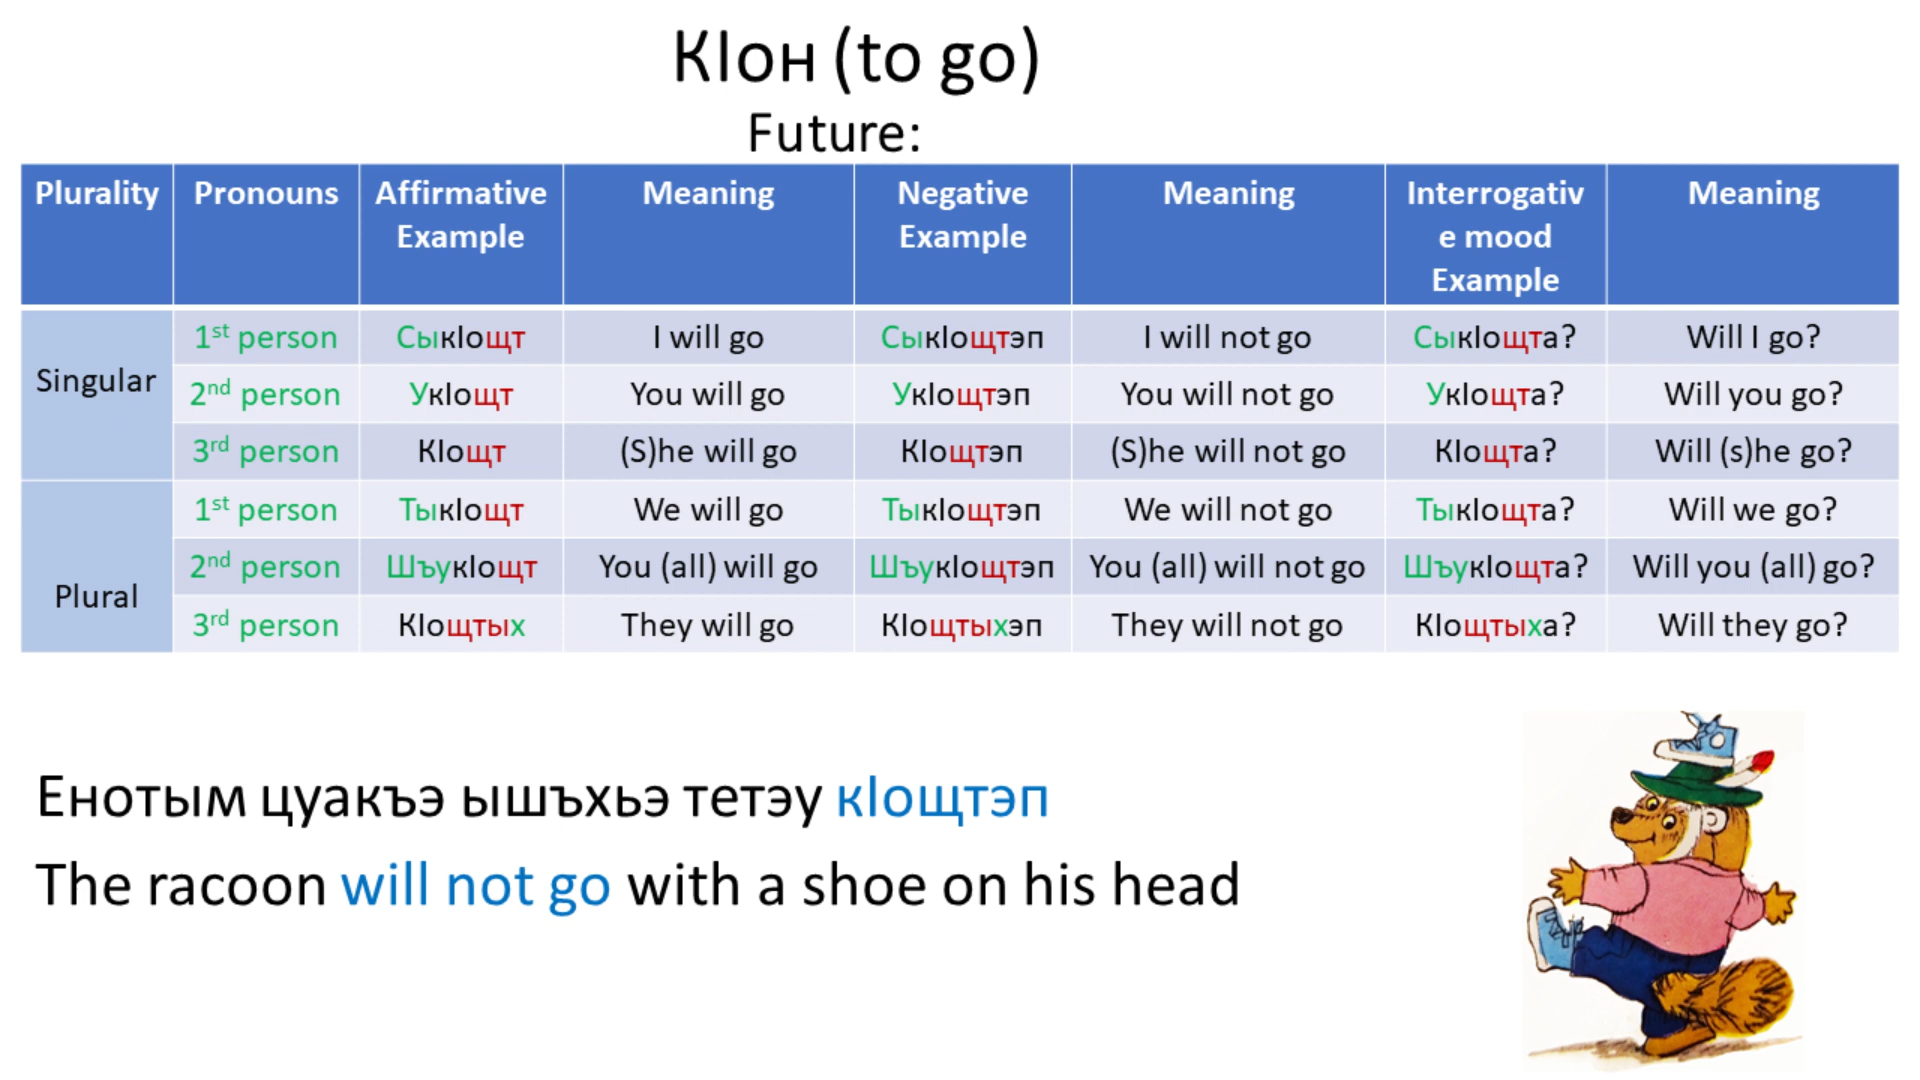 КӀон (to go)
Future:
Plurality Pronouns Affirmative Example Meaning Negative Example Meaning Interrogative mood Example Meaning
Singular
1st person СыкӀощт I will go СыкӀощтэп I will not go СыкӀощта? Will I go?
2nd person УкӀощт You will go УкӀощтэп You will not go УкӀощта? Will you go?
3rd person КӀощт (S)he will go КӀощтэп (S)he will not go КӀощта? Will (s)he go?
Plural
1st person ТыкӀощт We will go ТыкӀощтэп We will not go ТыкӀощта? Will we go?
2nd person ШъукӀощт You (all) will go ШъукӀощтэп You (all) will not go ШъукӀощта? Will you (all) go?
3rd person КӀощтых They will go КӀощтыхэп They will not go КӀощтыха? Will they go?
Енотым цуакъэ ышъхьэ тетэу кӀощтэп
The racoon will not go with a shoe on his head